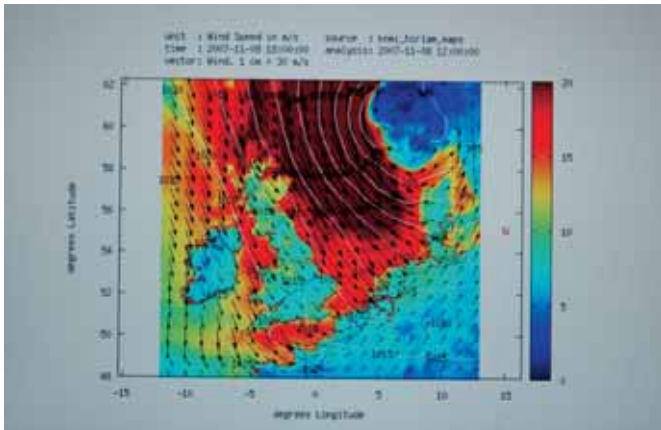 unit : Wind Speed in m/s source : knmi_hirlam_maps
time : 2007-11-08 18:00:00 analysis: 2007-11-08 12:00:00
vector: Wind. 1 cm = 30 m/s
62
60
58
56
54
52
50
48
degrees Latitude
-15 -10 -5 0 5 10 15
degrees Longitude
20
15
10
5
0